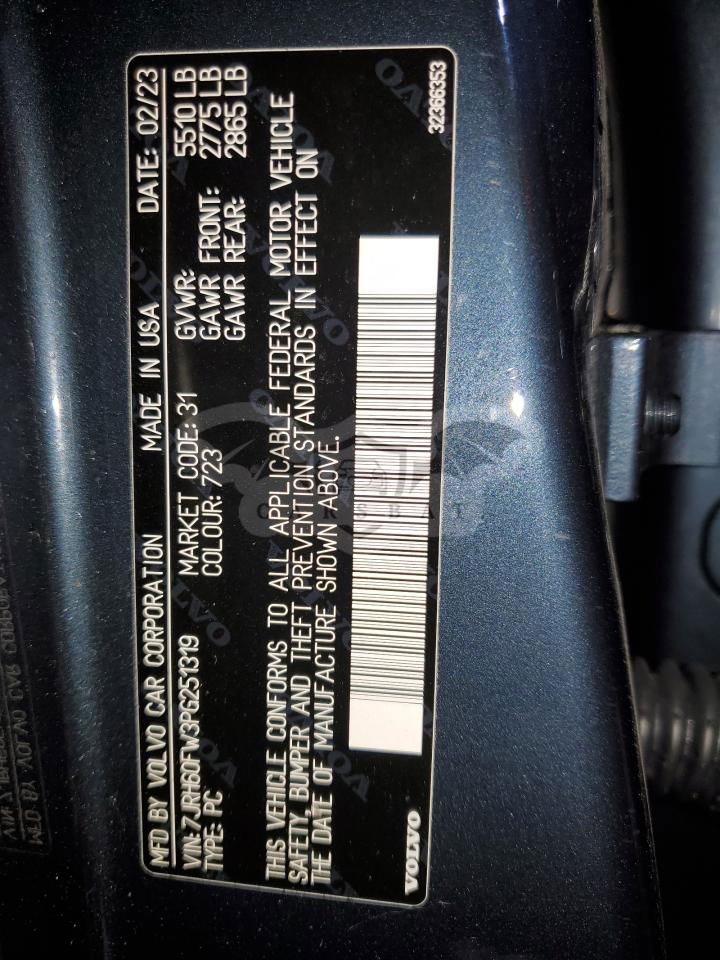 MFD BY VOLVO CAR CORPORATION MADE IN USA DATE: 02/23
VIN: 7JRH60FW3PG251319 MARKET CODE: 31 GVWR: 5510 LB
TYPE: PC COLOUR: 723 GAWR FRONT: 2775 LB
GAWR REAR: 2865 LB
THIS VEHICLE CONFORMS TO ALL APPLICABLE FEDERAL MOTOR VEHICLE
SAFETY, BUMPER AND THEFT PREVENTION STANDARDS IN EFFECT ON
THE DATE OF MANUFACTURE SHOWN ABOVE.
VOLVO
32366353